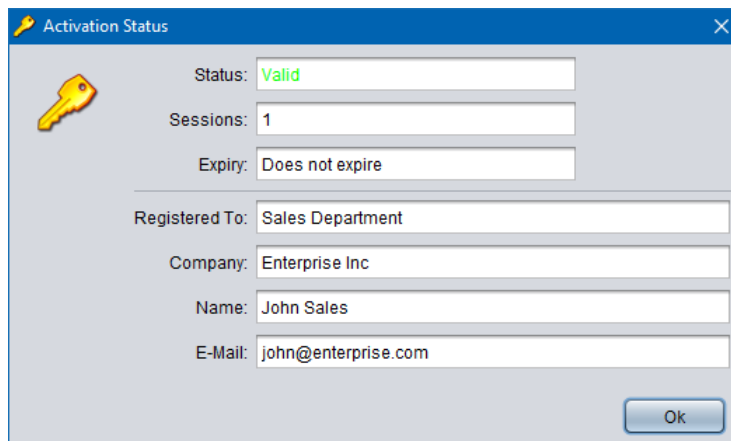 Activation Status
Status: Valid
Sessions: 1
Expiry: Does not expire
Registered To: Sales Department
Company: Enterprise Inc
Name: John Sales
E-Mail: john@enterprise.com
Ok